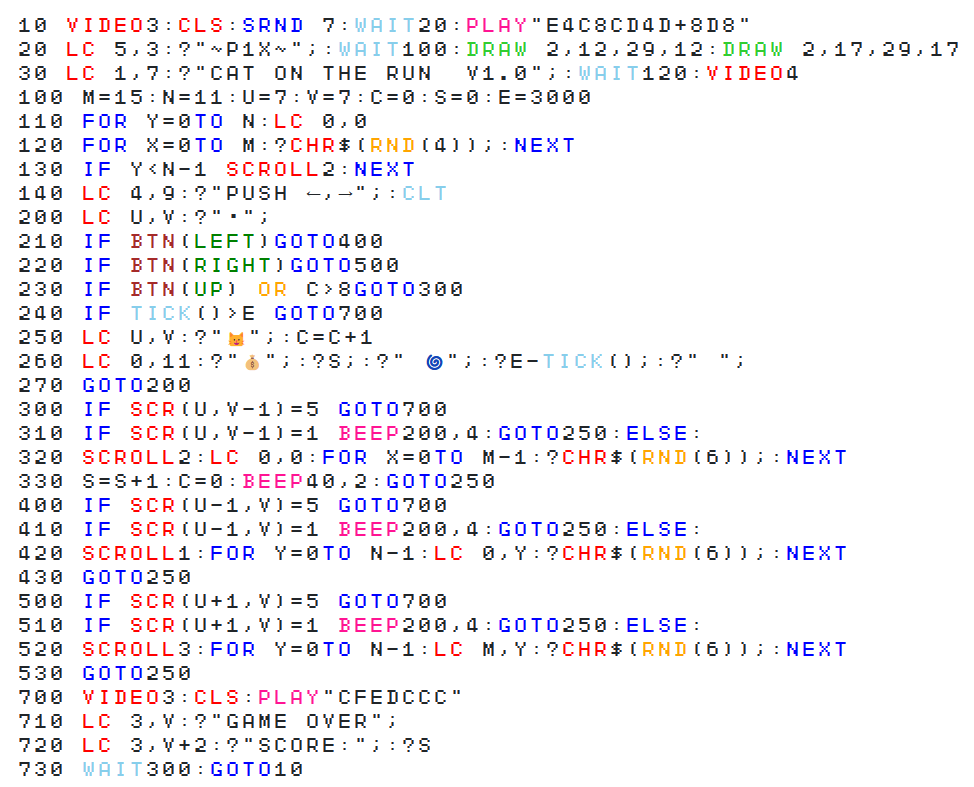 10 VIDEO3:CLS:SRND 7:WAIT20:PLAY"E4C8CD4D+8D8"
20 LC 5,3:?"~P1X~";:WAIT100:DRAW 2,12,29,12:DRAW 2,17,29,17
30 LC 1,7:?"CAT ON THE RUN  V1.0";:WAIT120:VIDEO4
100 M=15:N=11:U=7:V=7:C=0:S=0:E=3000
110 FOR Y=0TO N:LC 0,0
120 FOR X=0TO M:?CHR$(RND(4));:NEXT
130 IF Y<N-1 SCROLL2:NEXT
140 LC 4,9:?"PUSH ←,→";:CLT
200 LC U,V:?"·";
210 IF BTN(LEFT)GOTO400
220 IF BTN(RIGHT)GOTO500
230 IF BTN(UP) OR C>8GOTO300
240 IF TICK()>E GOTO700
250 LC U,V:?"🐱";:C=C+1
260 LC 0,11:?"💰";:?S;:?" 🌀";:?E-TICK();:?" ";
270 GOTO200
300 IF SCR(U,V-1)=5 GOTO700
310 IF SCR(U,V-1)=1 BEEP200,4:GOTO250:ELSE:
320 SCROLL2:LC 0,0:FOR X=0TO M-1:?CHR$(RND(6));:NEXT
330 S=S+1:C=0:BEEP40,2:GOTO250
400 IF SCR(U-1,V)=5 GOTO700
410 IF SCR(U-1,V)=1 BEEP200,4:GOTO250:ELSE:
420 SCROLL1:FOR Y=0TO N-1:LC 0,Y:?CHR$(RND(6));:NEXT
430 GOTO250
500 IF SCR(U+1,V)=5 GOTO700
510 IF SCR(U+1,V)=1 BEEP200,4:GOTO250:ELSE:
520 SCROLL3:FOR Y=0TO N-1:LC M,Y:?CHR$(RND(6));:NEXT
530 GOTO250
700 VIDEO3:CLS:PLAY"CFEDCCC"
710 LC 3,V:?"GAME OVER";
720 LC 3,V+2:?"SCORE:";:?S
730 WAIT300:GOTO10